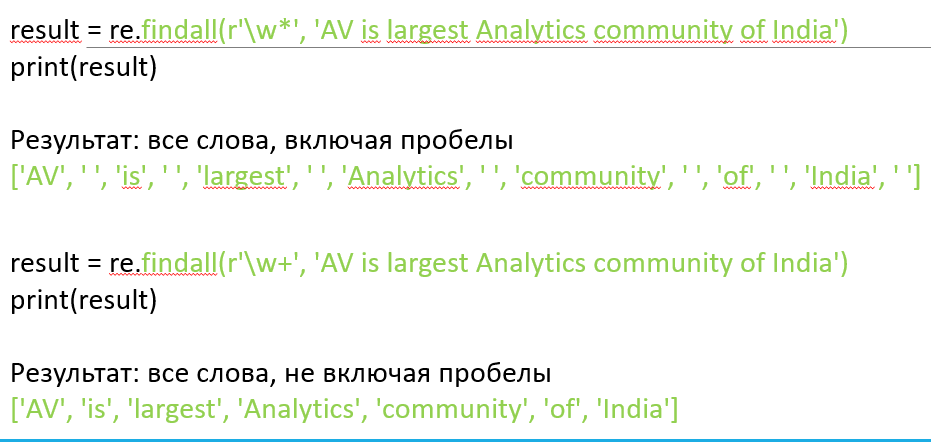 result = re.findall(r'\w*', 'AV is largest Analytics community of India')
print(result)
Результат: все слова, включая пробелы
['AV', ' ', 'is', ' ', 'largest', ' ', 'Analytics', ' ', 'community', ' ', 'of', ' ', 'India', ' ']
result = re.findall(r'\w+', 'AV is largest Analytics community of India')
print(result)
Результат: все слова, не включая пробелы
['AV', 'is', 'largest', 'Analytics', 'community', 'of', 'India']